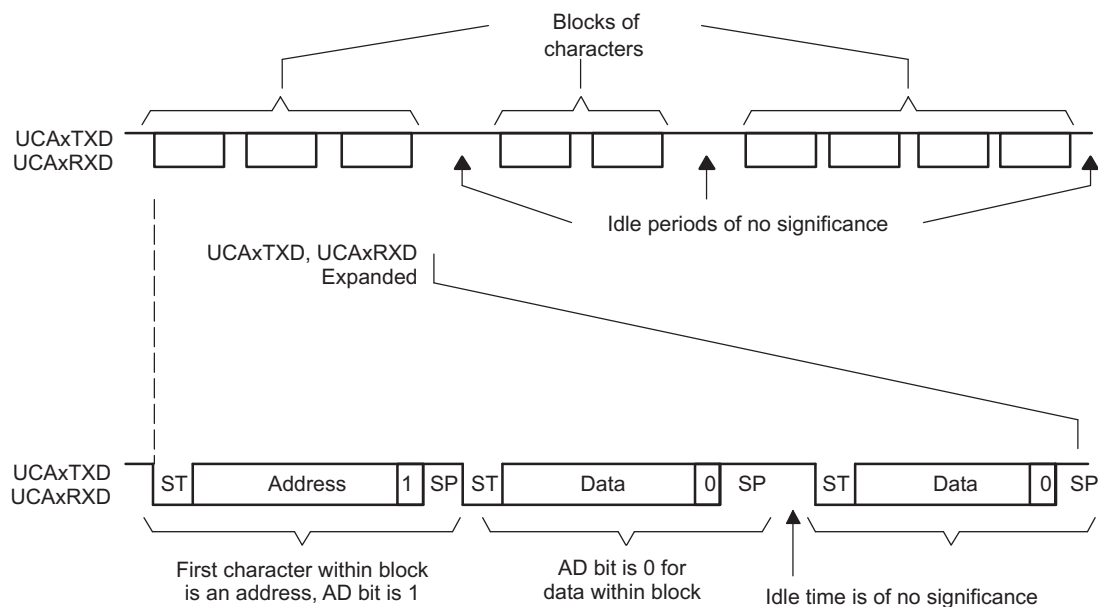 Blocks of
characters
UCAxTXD
UCAxRXD
Idle periods of no significance
UCAxTXD, UCAxRXD
Expanded
UCAxTXD
UCAxRXD
ST Address 1 SP ST Data 0 SP ST Data 0 SP
First character within block
is an address, AD bit is 1
AD bit is 0 for
data within block
Idle time is of no significance